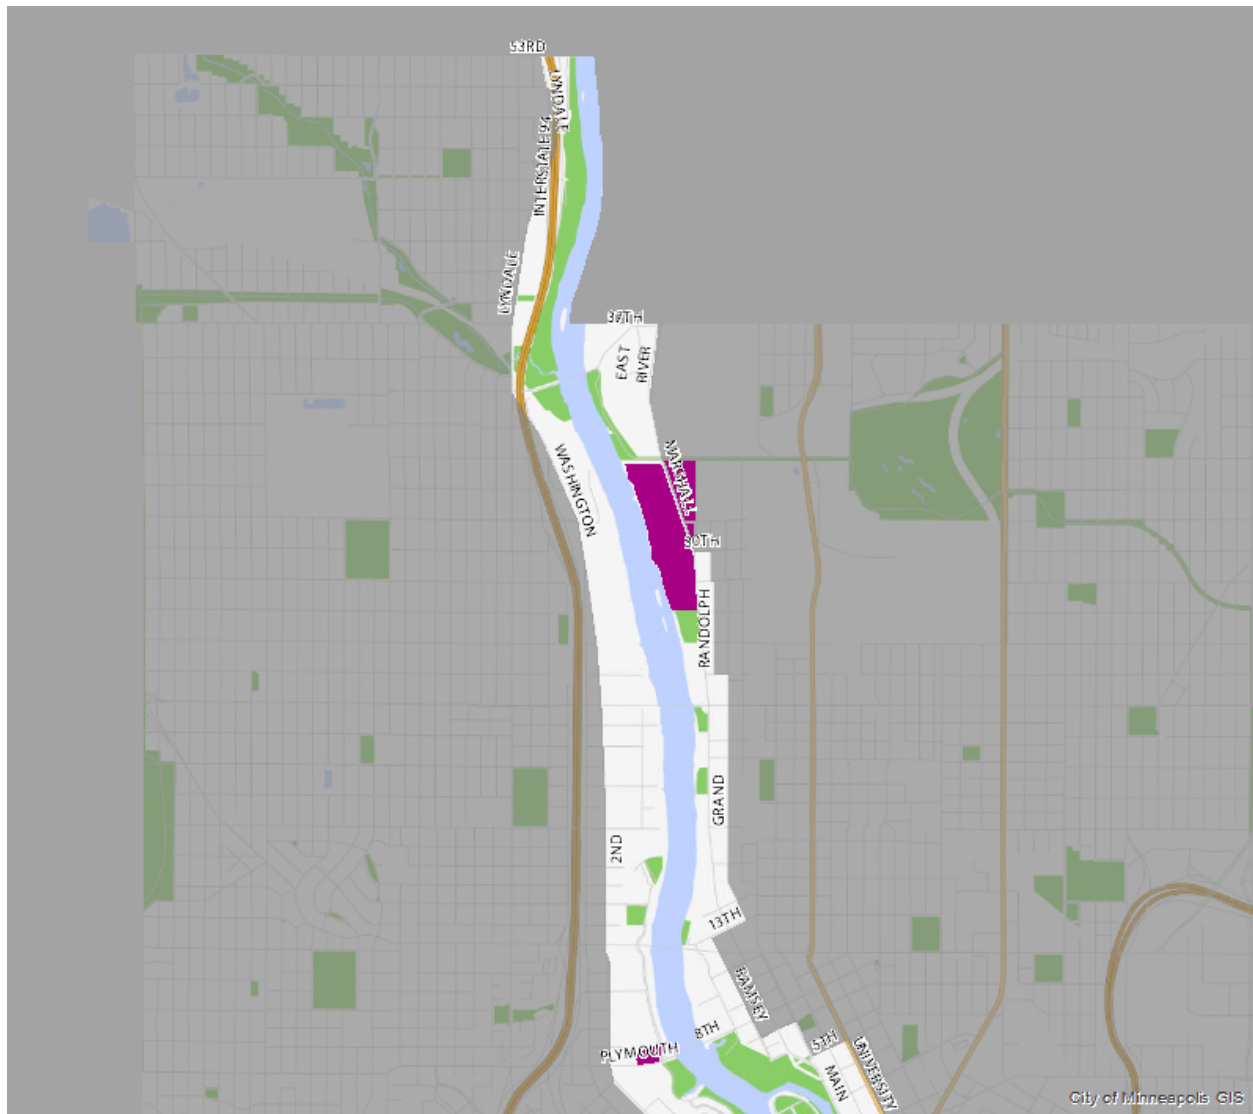 53RD
LYNDALE
INTERSTATE 94
LYNDALE
37TH
EAST
RIVER
MARSHALL
WASHINGTON
30TH
RANDOLPH
GRAND
2ND
13TH
RAMSEY
8TH
PLYMOUTH
5TH
UNIVERSITY
MAIN
City of Minneapolis GIS